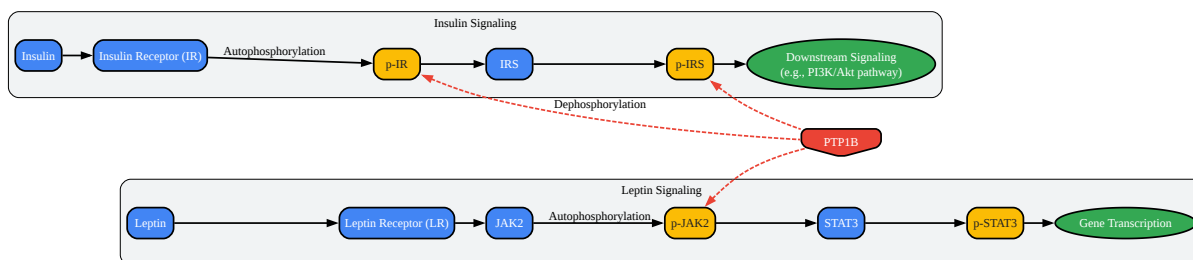 Insulin Signaling
Insulin
Insulin Receptor (IR)
Autophosphorylation
p-IR
IRS
p-IRS
Downstream Signaling
(e.g., PI3K/Akt pathway)
Dephosphorylation
PTP1B
Leptin Signaling
Leptin
Leptin Receptor (LR)
JAK2
Autophosphorylation
p-JAK2
STAT3
p-STAT3
Gene Transcription